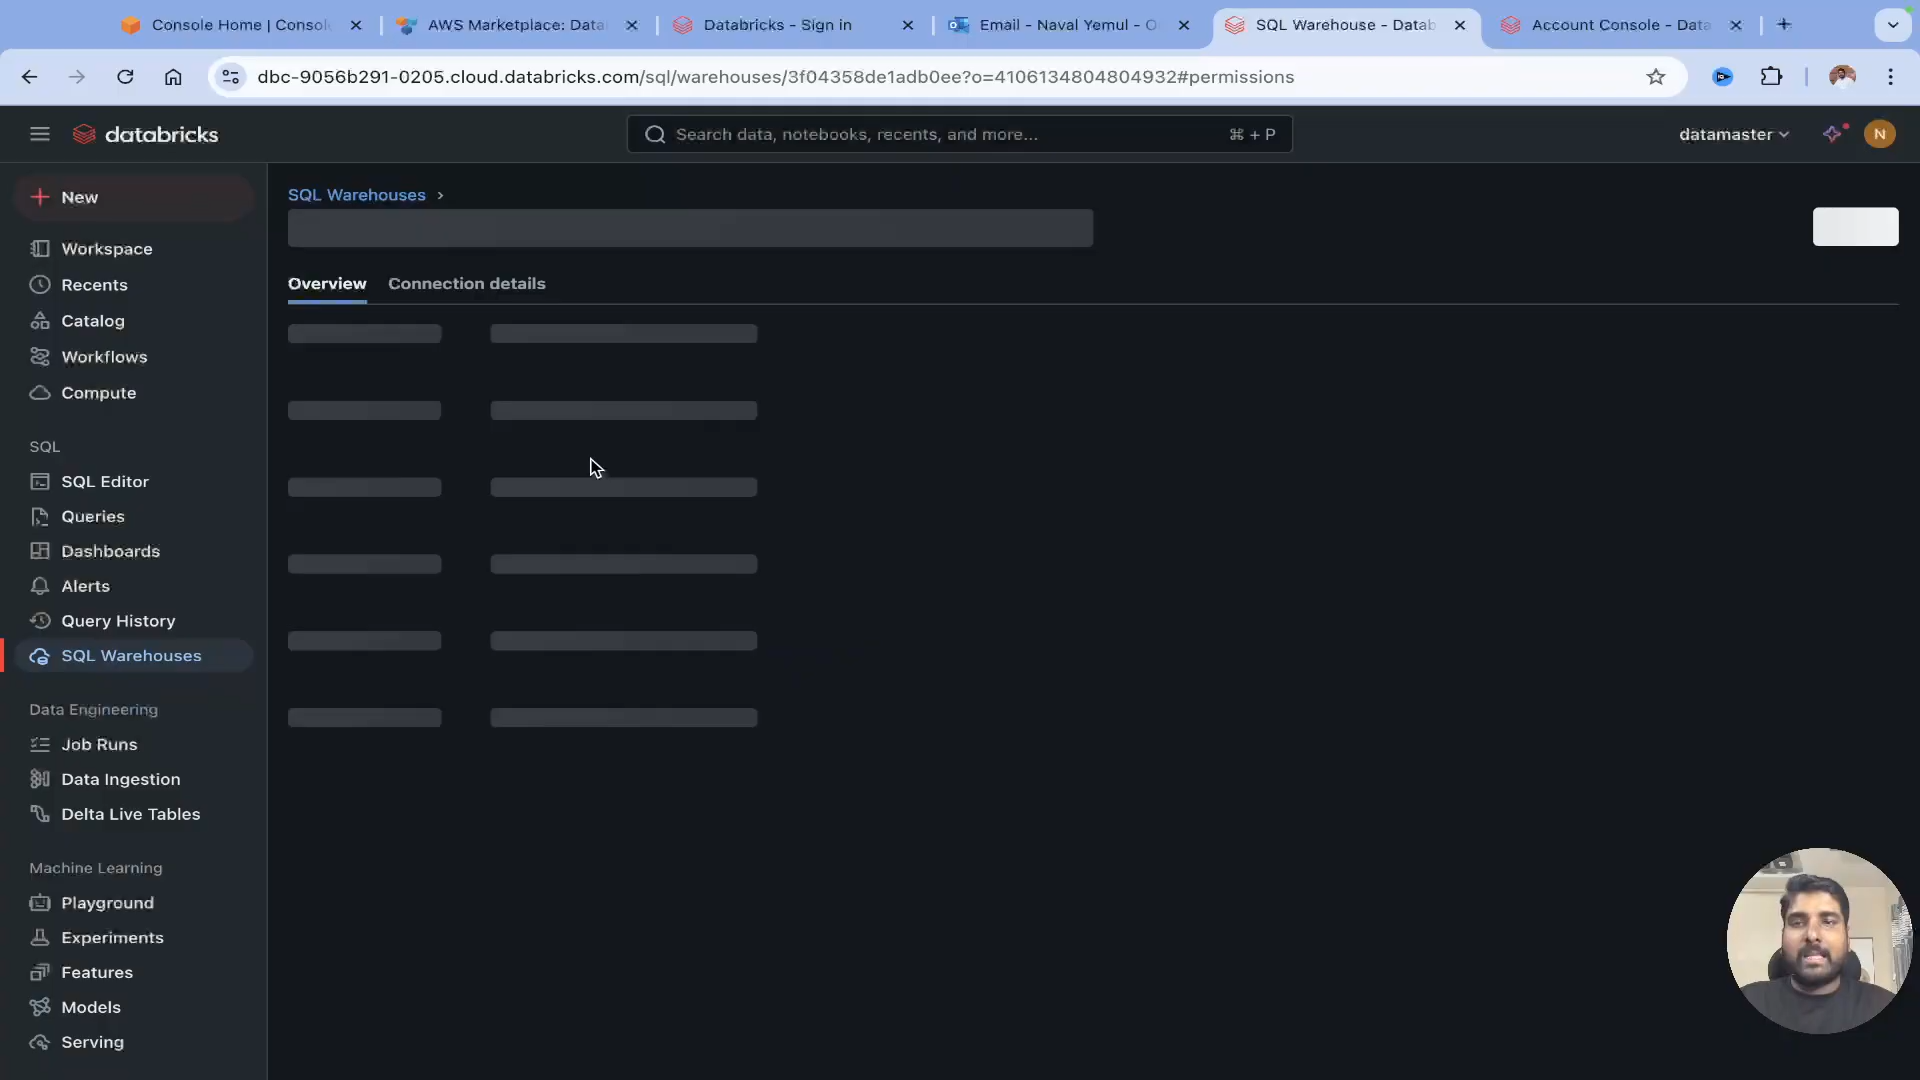 Console Home | Consol
AWS Marketplace: Data
Databricks - Sign in
Email - Naval Yemul - O
SQL Warehouse - Datab
Account Console - Data
dbc-9056b291-0205.cloud.databricks.com/sql/warehouses/3f04358de1adb0ee?o=4106134804804932#permissions
databricks
Search data, notebooks, recents, and more...
⌘ + P
datamaster
N
New
Workspace
Recents
Catalog
Workflows
Compute
SQL
SQL Editor
Queries
Dashboards
Alerts
Query History
SQL Warehouses
Data Engineering
Job Runs
Data Ingestion
Delta Live Tables
Machine Learning
Playground
Experiments
Features
Models
Serving
SQL Warehouses ›
Overview
Connection details